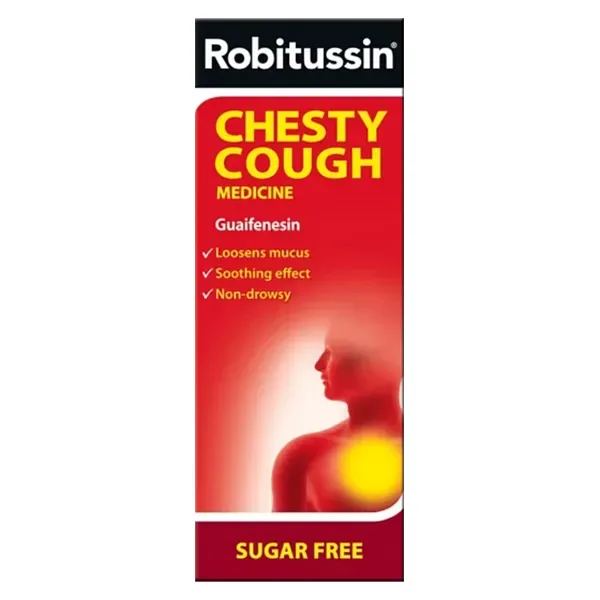 Robitussin®
CHESTY
COUGH
MEDICINE
Guaifenesin
✓ Loosens mucus
✓ Soothing effect
✓ Non-drowsy
SUGAR FREE